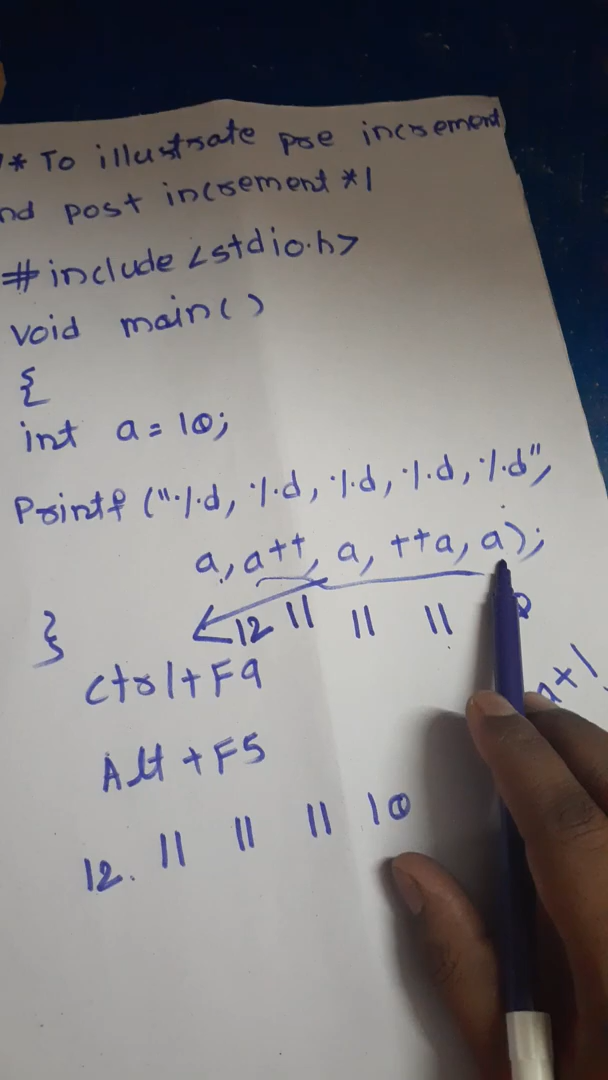 /* To illustrate pre increment
nd post increment */
#include <stdio.h>
void main()
{
int a = 10;
Printf ("%d, %d, %d, %d, %d",
a, a++, a, ++a, a);
12 11 11 11
}
Ctrl+F9
Alt + F5
12. 11 11 11 10